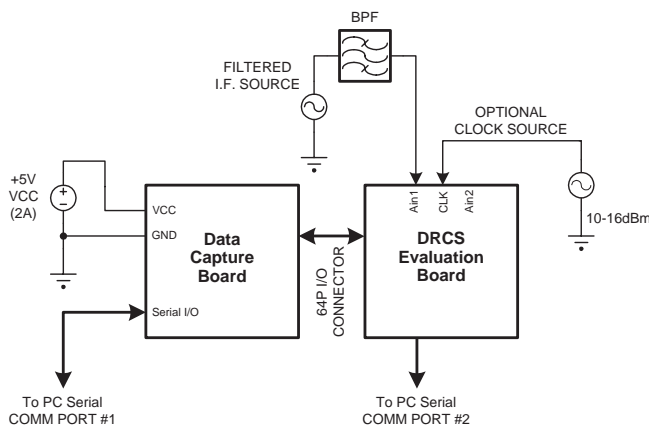 BPF
FILTERED
I.F. SOURCE
OPTIONAL
CLOCK SOURCE
+5V
VCC
(2A)
+
–
VCC
GND
Serial I/O
Data
Capture
Board
64P I/O
CONNECTOR
Ain1
CLK
Ain2
DRCS
Evaluation
Board
10-16dBm
To PC Serial
COMM PORT #1
To PC Serial
COMM PORT #2